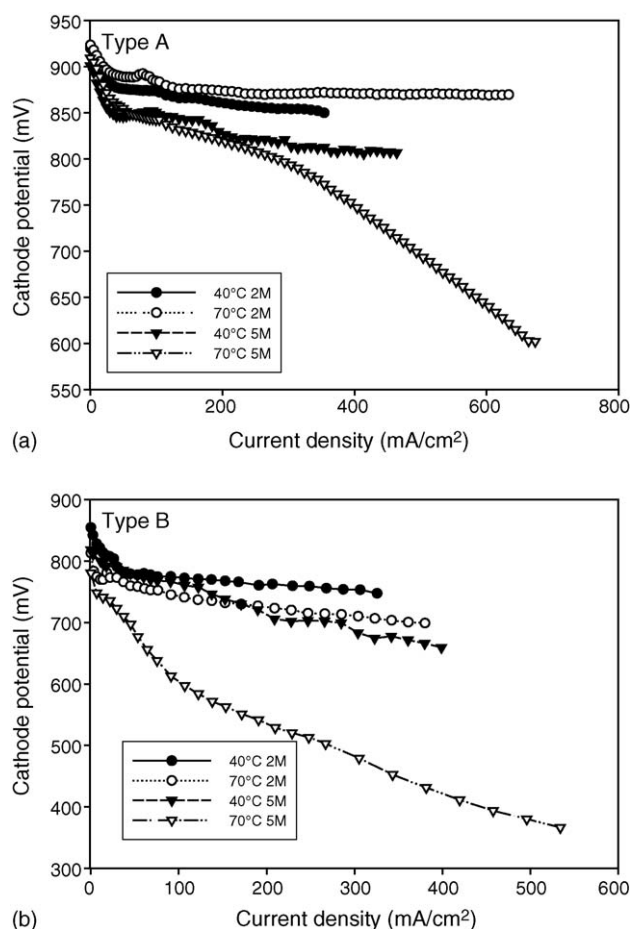 Type A
950
900
850
800
750
700
650
600
550
Cathode potential (mV)
40°C 2M
70°C 2M
40°C 5M
70°C 5M
0 200 400 600 800
(a) Current density (mA/cm²)
Type B
900
800
700
600
500
400
300
Cathode potential (mV)
40°C 2M
70°C 2M
40°C 5M
70°C 5M
0 100 200 300 400 500 600
(b) Current density (mA/cm²)